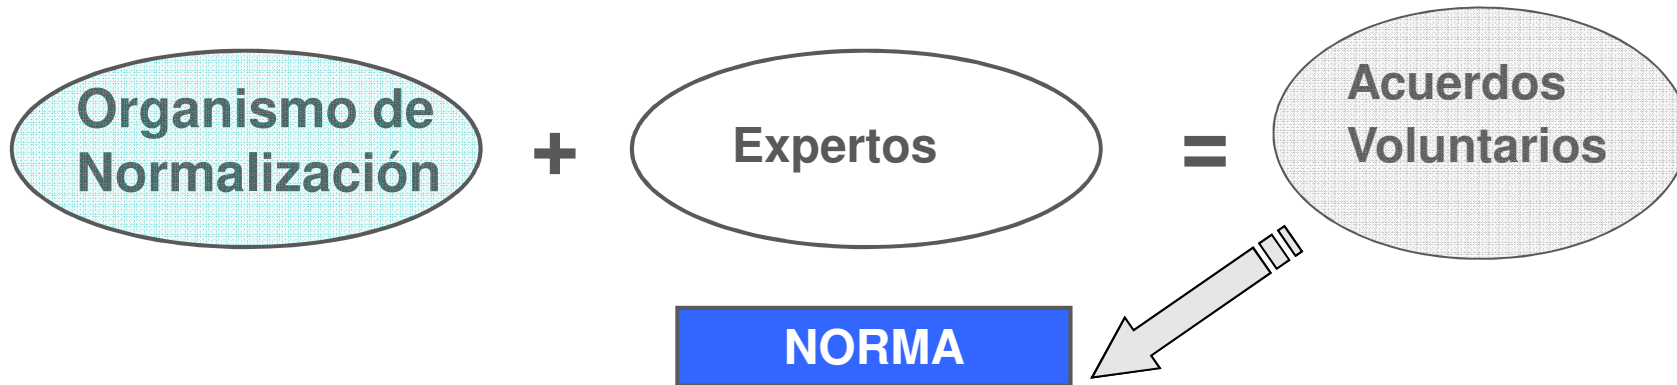 Organismo de
Normalización
+
Expertos
=
Acuerdos
Voluntarios
NORMA